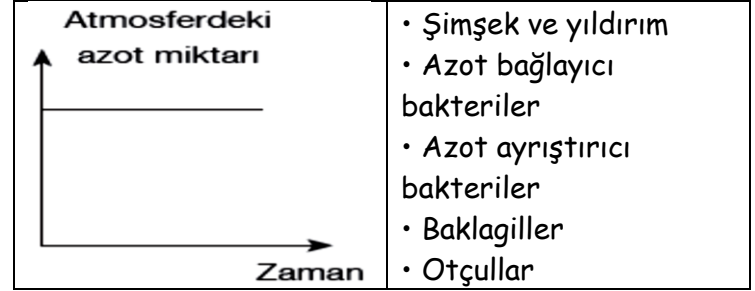 Atmosferdeki
azot miktarı
Zaman
• Şimşek ve yıldırım
• Azot bağlayıcı
bakteriler
• Azot ayrıştırıcı
bakteriler
• Baklagiller
• Otçullar